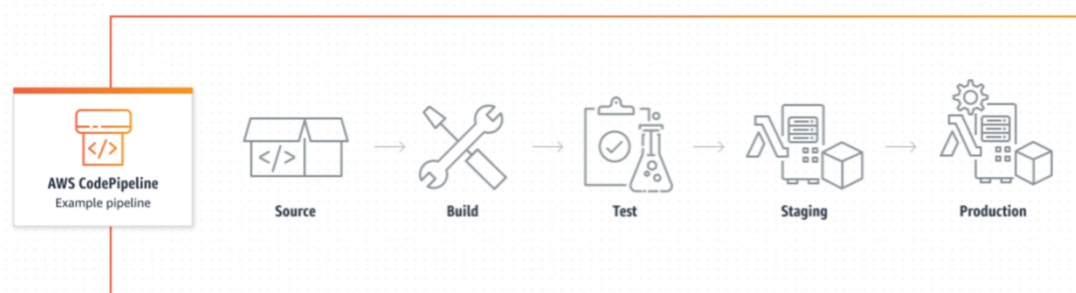 AWS CodePipeline
Example pipeline
Source
Build
Test
Staging
Production